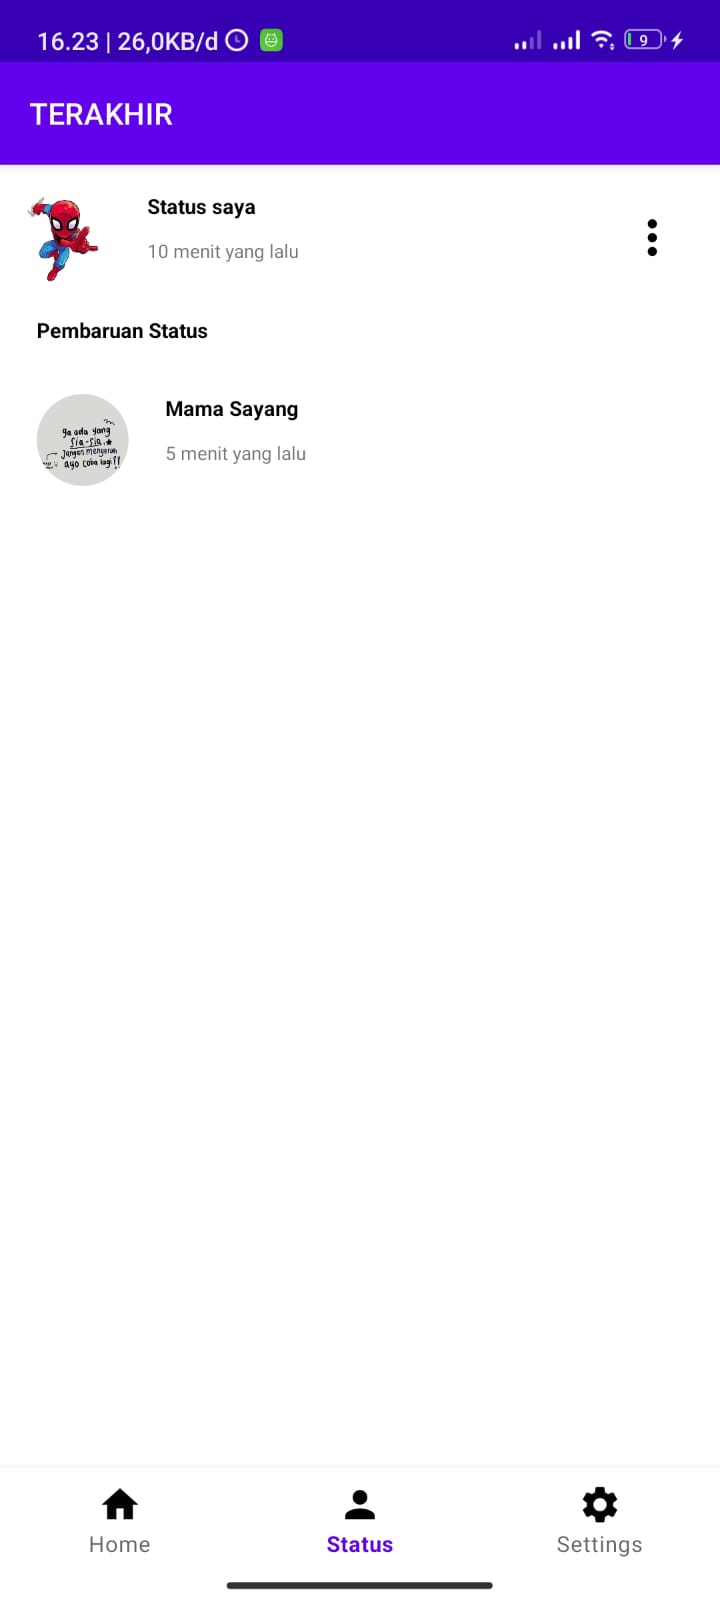 16.23 | 26,0KB/d
9
TERAKHIR
Status saya
10 menit yang lalu
Pembaruan Status
ga ada yang
sia-sia.
Jangan menyerah
ayo coba lagi!!
Mama Sayang
5 menit yang lalu
Home
Status
Settings